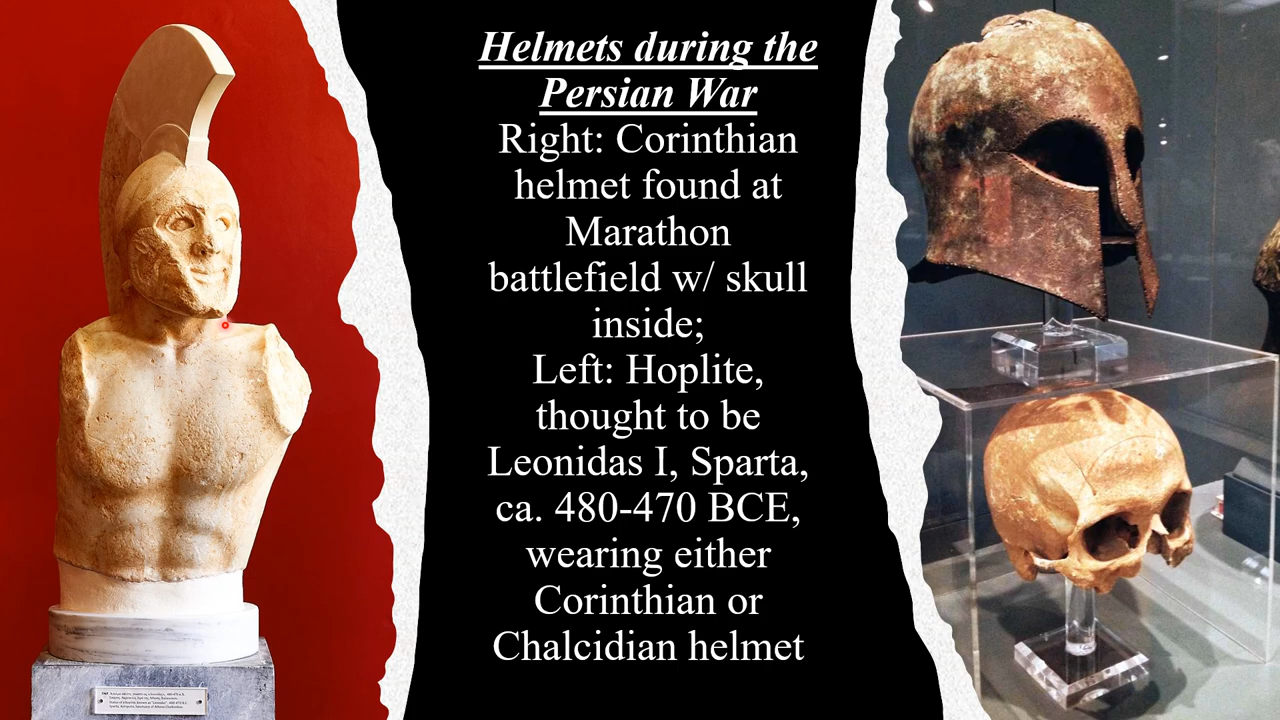 Helmets during the
Persian War
Right: Corinthian
helmet found at
Marathon
battlefield w/ skull
inside;
Left: Hoplite,
thought to be
Leonidas I, Sparta,
ca. 480-470 BCE,
wearing either
Corinthian or
Chalcidian helmet